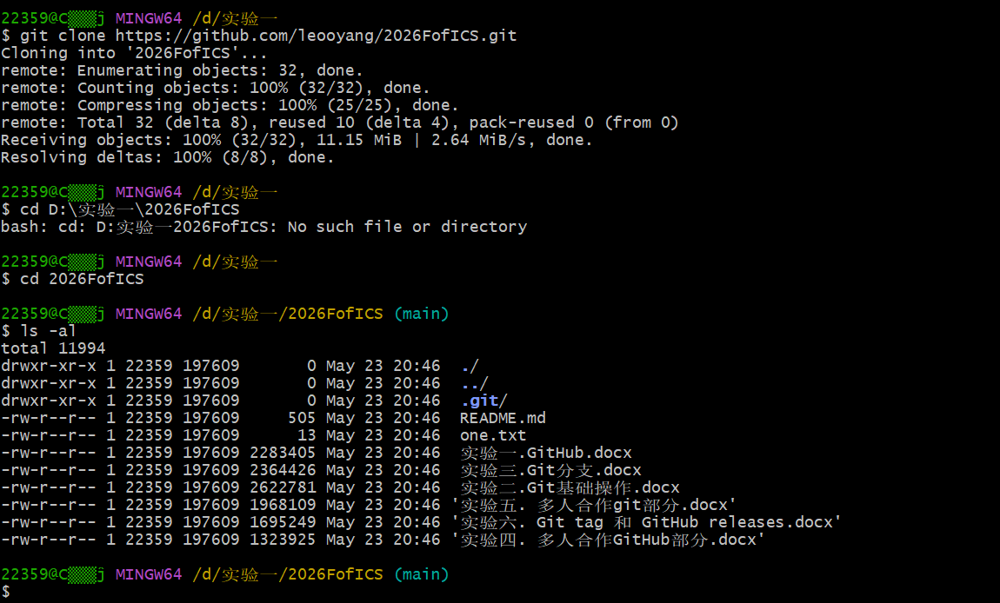 22359@C▒▒▒ĵ MINGW64 /d/实验一
$ git clone https://github.com/leooyang/2026FofICS.git
Cloning into '2026FofICS'...
remote: Enumerating objects: 32, done.
remote: Counting objects: 100% (32/32), done.
remote: Compressing objects: 100% (25/25), done.
remote: Total 32 (delta 8), reused 10 (delta 4), pack-reused 0 (from 0)
Receiving objects: 100% (32/32), 11.15 MiB | 2.64 MiB/s, done.
Resolving deltas: 100% (8/8), done.
22359@C▒▒▒ĵ MINGW64 /d/实验一
$ cd D:\实验一\2026FofICS
bash: cd: D:实验一2026FofICS: No such file or directory
22359@C▒▒▒ĵ MINGW64 /d/实验一
$ cd 2026FofICS
22359@C▒▒▒ĵ MINGW64 /d/实验一/2026FofICS (main)
$ ls -al
total 11994
drwxr-xr-x 1 22359 197609       0 May 23 20:46  ./
drwxr-xr-x 1 22359 197609       0 May 23 20:46  ../
drwxr-xr-x 1 22359 197609       0 May 23 20:46  .git/
-rw-r--r-- 1 22359 197609     505 May 23 20:46  README.md
-rw-r--r-- 1 22359 197609      13 May 23 20:46  one.txt
-rw-r--r-- 1 22359 197609 2283405 May 23 20:46  实验一.GitHub.docx
-rw-r--r-- 1 22359 197609 2364426 May 23 20:46  实验三.Git分支.docx
-rw-r--r-- 1 22359 197609 2622781 May 23 20:46  实验二.Git基础操作.docx
-rw-r--r-- 1 22359 197609 1968109 May 23 20:46 '实验五. 多人合作git部分.docx'
-rw-r--r-- 1 22359 197609 1695249 May 23 20:46 '实验六. Git tag 和 GitHub releases.docx'
-rw-r--r-- 1 22359 197609 1323925 May 23 20:46 '实验四. 多人合作GitHub部分.docx'
22359@C▒▒▒ĵ MINGW64 /d/实验一/2026FofICS (main)
$